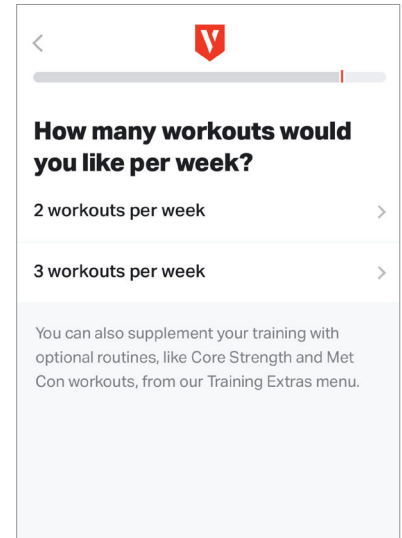 How many workouts would
you like per week?
2 workouts per week
3 workouts per week
You can also supplement your training with
optional routines, like Core Strength and Met
Con workouts, from our Training Extras menu.